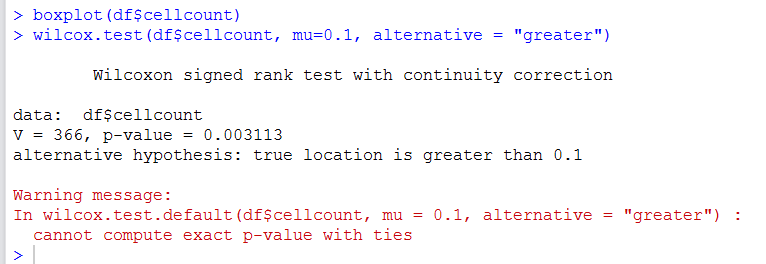 > boxplot(df$cellcount)
> wilcox.test(df$cellcount, mu=0.1, alternative = "greater")
Wilcoxon signed rank test with continuity correction
data:  df$cellcount
V = 366, p-value = 0.003113
alternative hypothesis: true location is greater than 0.1
Warning message:
In wilcox.test.default(df$cellcount, mu = 0.1, alternative = "greater") :
  cannot compute exact p-value with ties
>